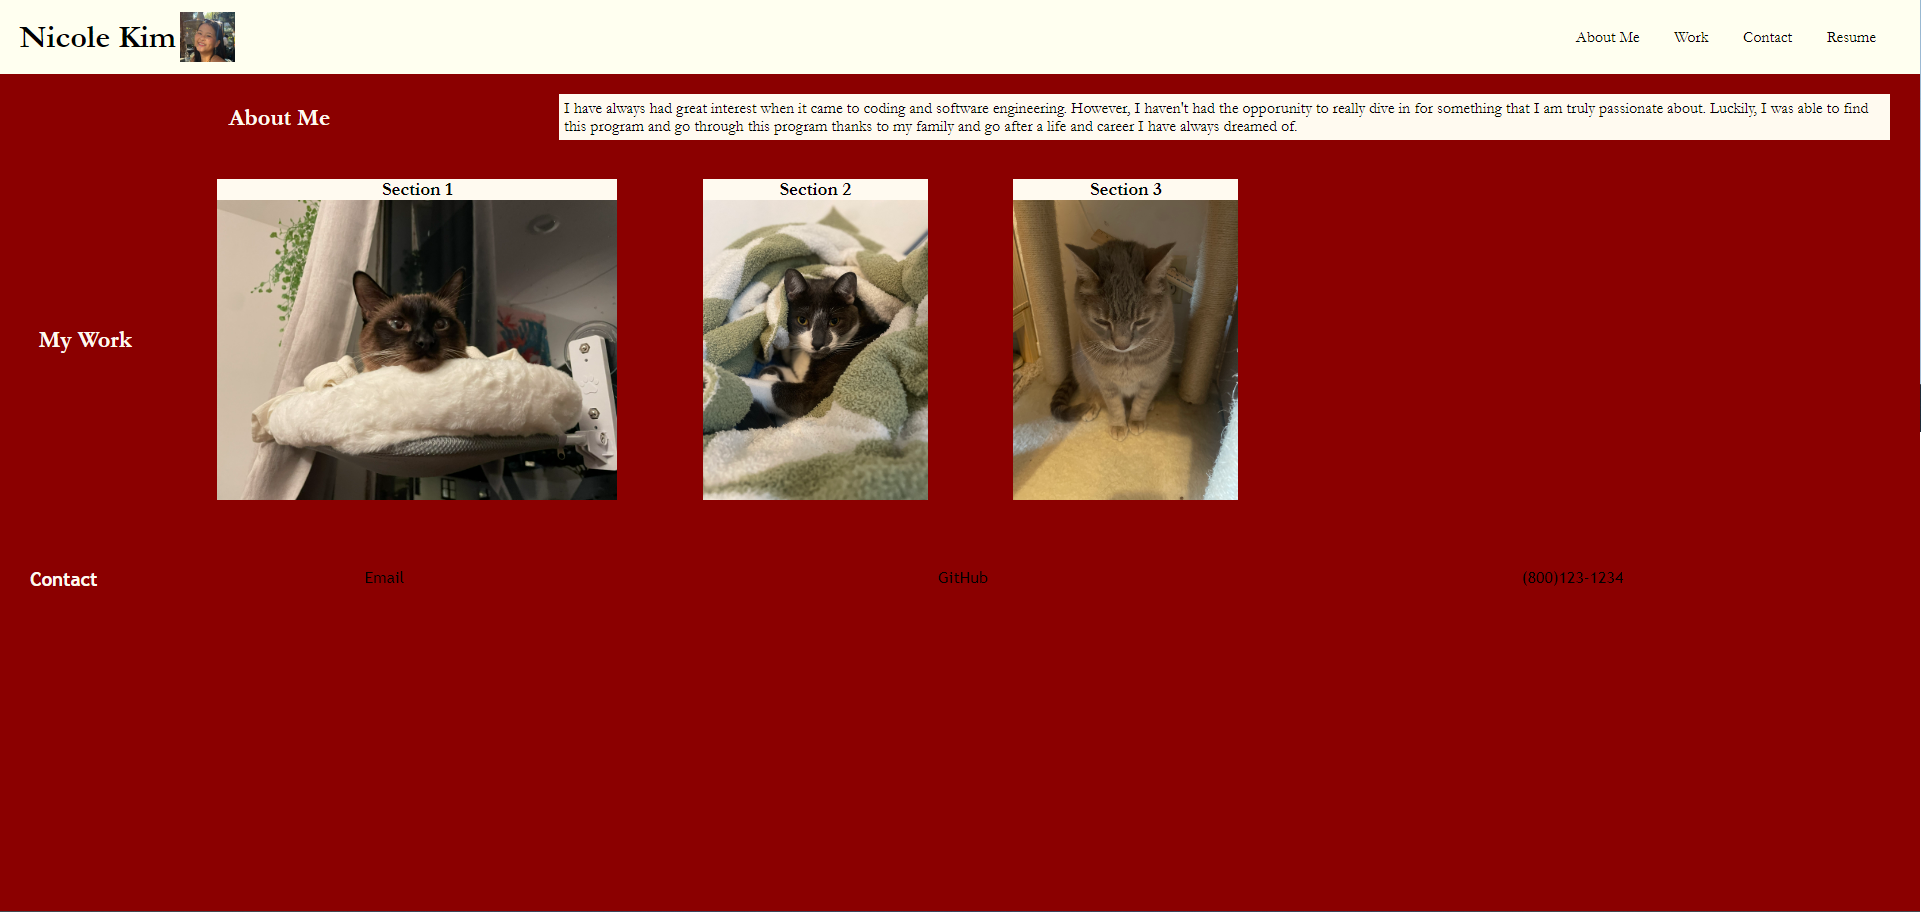 Nicole Kim
About Me Work Contact Resume
About Me
I have always had great interest when it came to coding and software engineering. However, I haven't had the opporunity to really dive in for something that I am truly passionate about. Luckily, I was able to find
this program and go through this program thanks to my family and go after a life and career I have always dreamed of.
My Work
Section 1
Section 2
Section 3
Contact
Email
GitHub
(800)123-1234